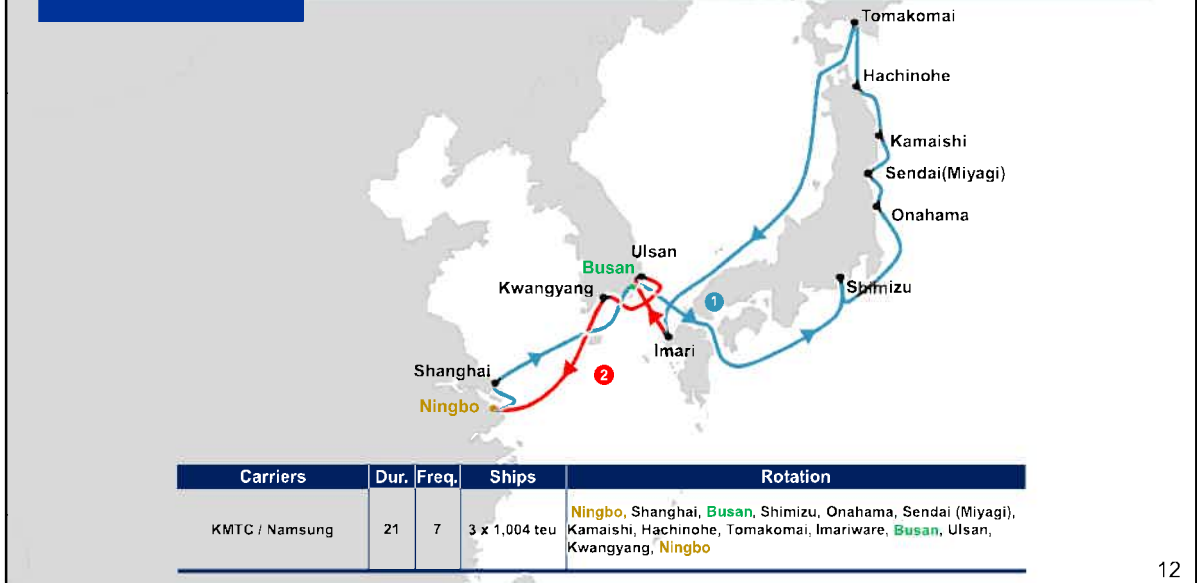 Tomakomai
Hachinohe
Kamaishi
Sendai(Miyagi)
Onahama
Ulsan
Busan
Kwangyang
Shimizu
1
Imari
Shanghai
2
Ningbo
Carriers Dur. Freq. Ships Rotation
Ningbo, Shanghai, Busan, Shimizu, Onahama, Sendai (Miyagi),
KMTC / Namsung 21 7 3 x 1,004 teu Kamaishi, Hachinohe, Tomakomai, Imariware, Busan, Ulsan,
Kwangyang, Ningbo
12